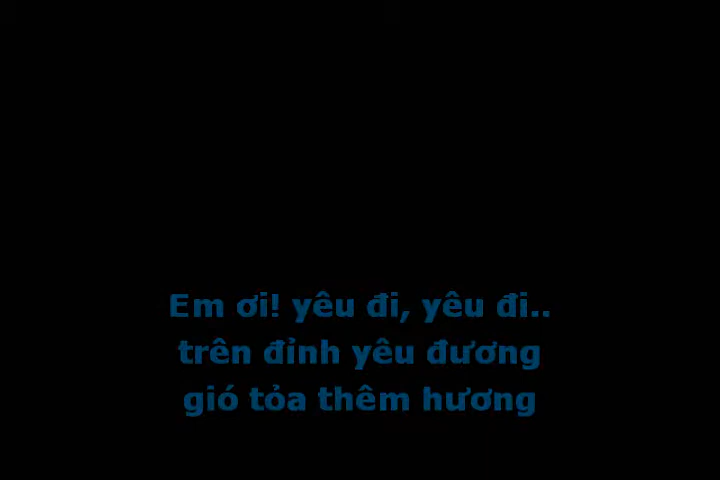 Em ơi! yêu đi, yêu đi..
trên đỉnh yêu đương
gió tỏa thêm hương